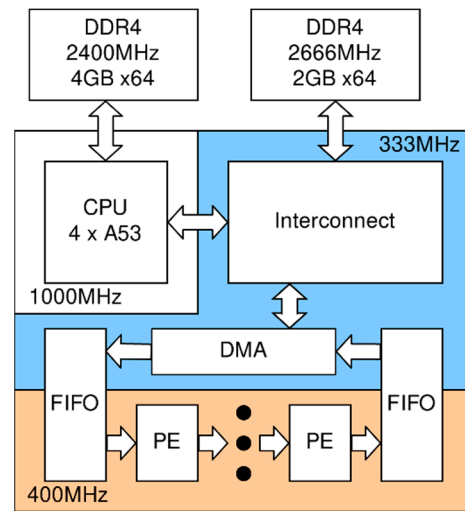 DDR4
2400MHz
4GB x64
DDR4
2666MHz
2GB x64
333MHz
CPU
4 x A53
Interconnect
1000MHz
DMA
FIFO
FIFO
PE
PE
400MHz